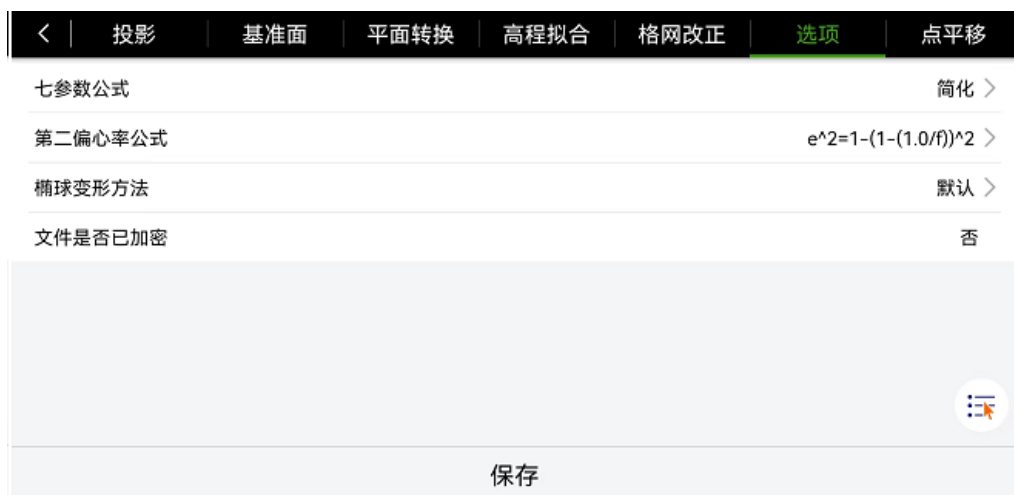 投影 基准面 平面转换 高程拟合 格网改正 选项 点平移
七参数公式 简化
第二偏心率公式 e^2=1-(1-(1.0/f))^2
椭球变形方法 默认
文件是否已加密 否
保存